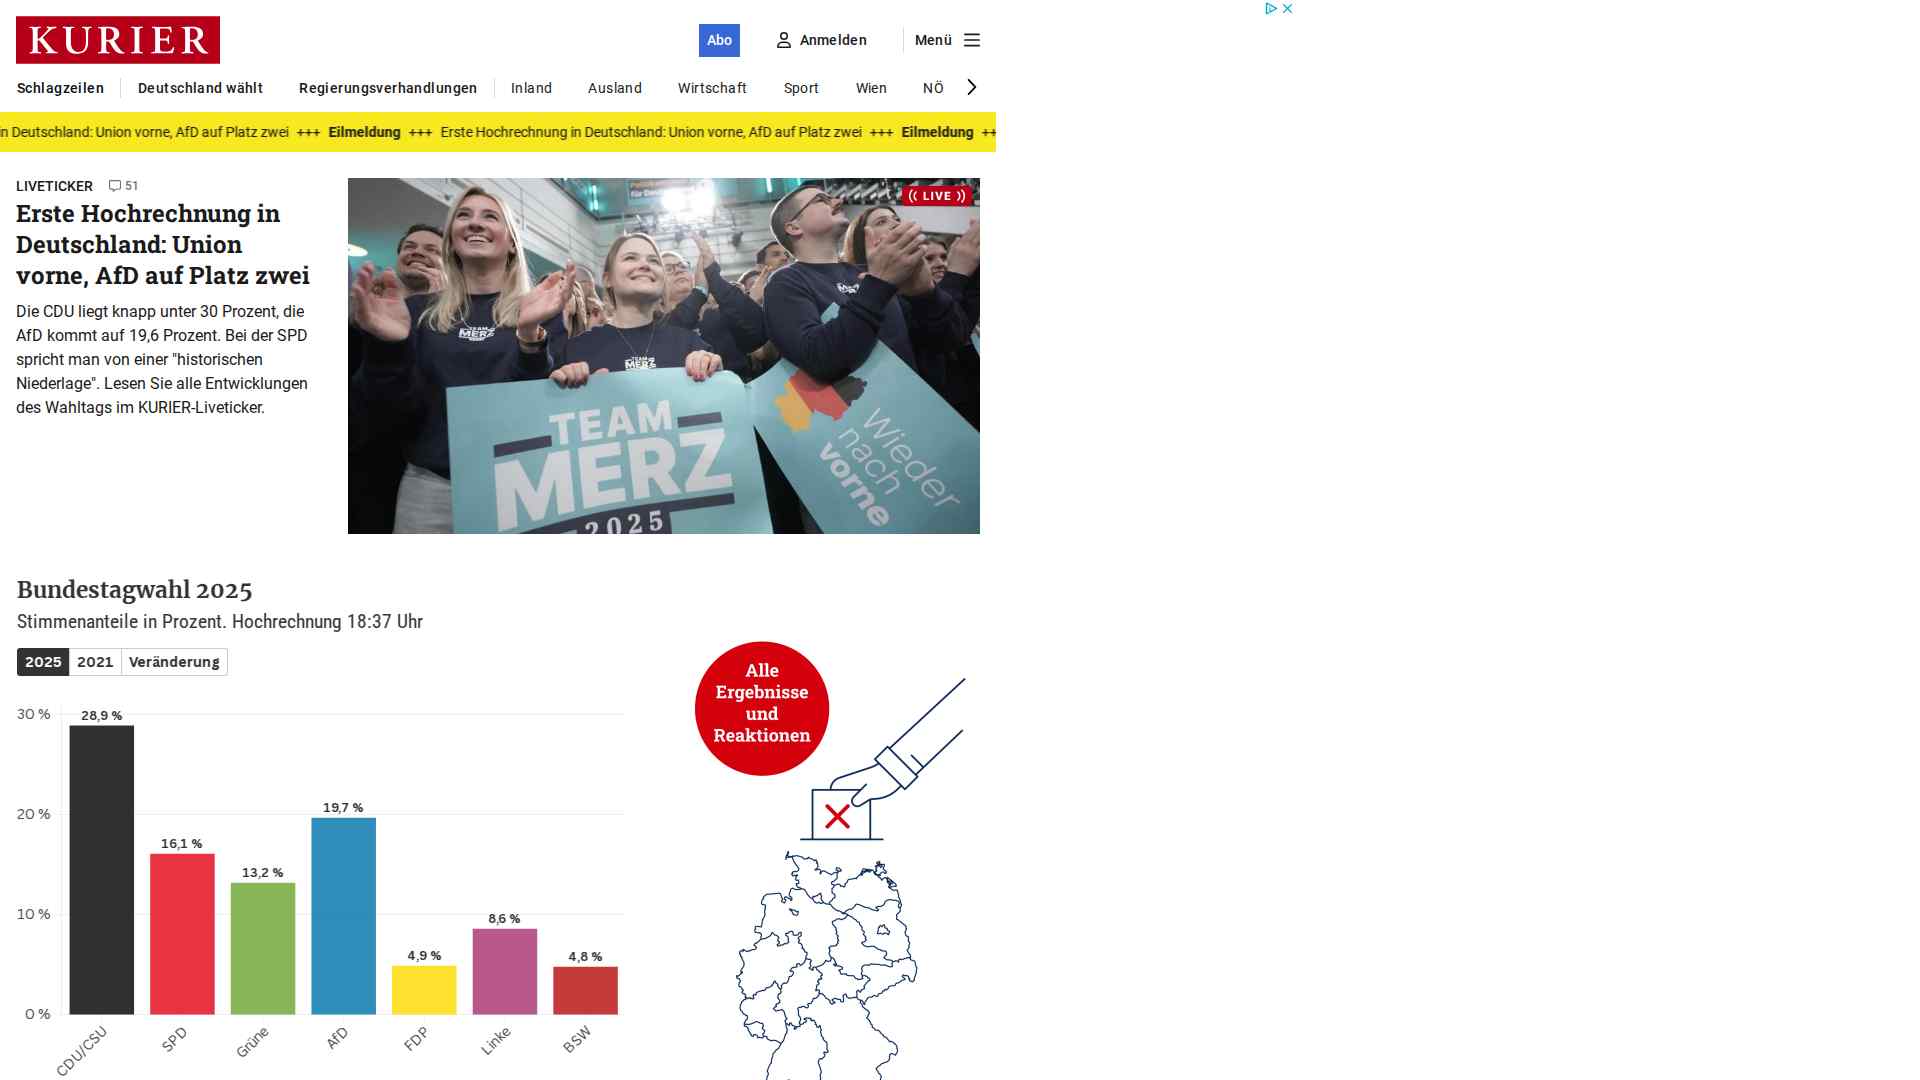 KURIER
Abo
Anmelden
Menü
Schlagzeilen
Deutschland wählt
Regierungsverhandlungen
Inland
Ausland
Wirtschaft
Sport
Wien
NÖ
in Deutschland: Union vorne, AfD auf Platz zwei +++ Eilmeldung +++ Erste Hochrechnung in Deutschland: Union vorne, AfD auf Platz zwei +++ Eilmeldung ++
LIVETICKER 51
Erste Hochrechnung in
Deutschland: Union
vorne, AfD auf Platz zwei
Die CDU liegt knapp unter 30 Prozent, die
AfD kommt auf 19,6 Prozent. Bei der SPD
spricht man von einer "historischen
Niederlage". Lesen Sie alle Entwicklungen
des Wahltags im KURIER-Liveticker.
LIVE
TEAM
MERZ
TEAM
MERZ
TEAM
MERZ
2025
Wieder
nach
vorne
Bundestagwahl 2025
Stimmenanteile in Prozent. Hochrechnung 18:37 Uhr
2025
2021
Veränderung
30 %
20 %
10 %
0 %
28,9 %
16,1 %
13,2 %
19,7 %
4,9 %
8,6 %
4,8 %
CDU/CSU
SPD
Grüne
AfD
FDP
Linke
BSW
Alle
Ergebnisse
und
Reaktionen